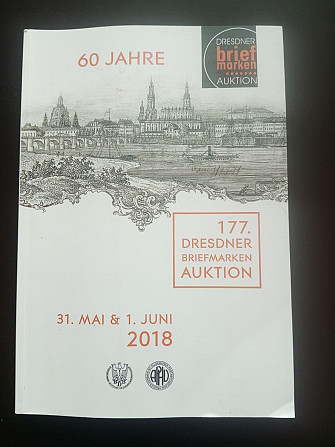 60 JAHRE
DRESDNER
brief
marken
AUKTION
177.
DRESDNER
BRIEFMARKEN
AUKTION
31. MAI & 1. JUNI
2018